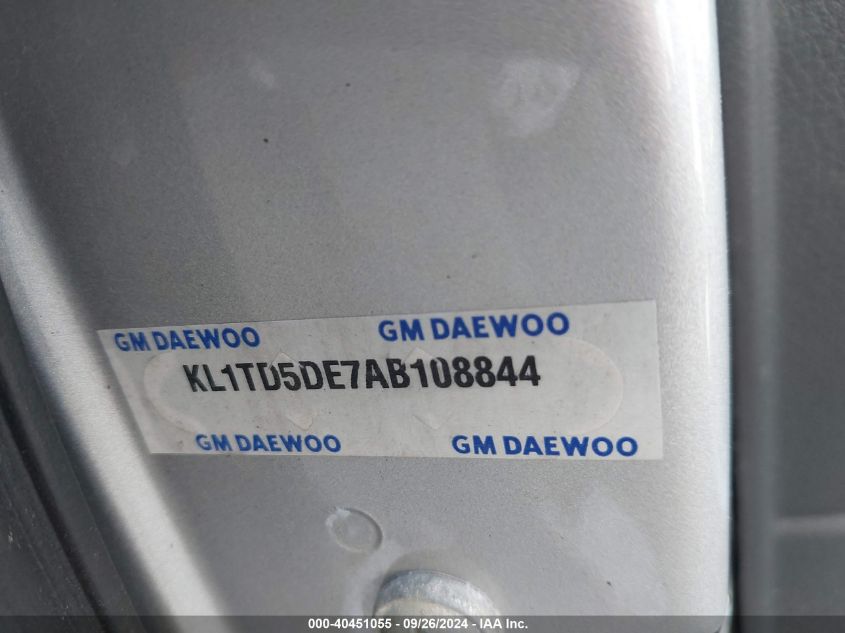 GM DAEWOO GM DAEWOO
KL1TD5DE7AB108844
GM DAEWOO GM DAEWOO
000-40451055 - 09/26/2024 - IAA Inc.